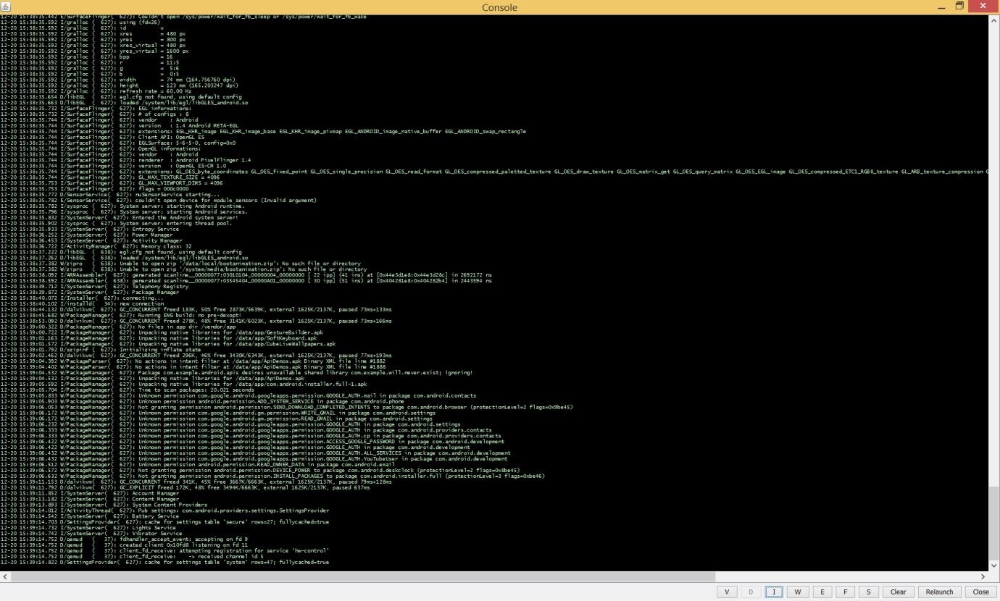 Console
12-20 15:38:35.442 E/SurfaceFlinger( 627): Couldn't open /sys/power/wait_for_fb_sleep or /sys/power/wait_for_fb_wake
12-20 15:38:35.592 I/gralloc ( 627): using (fd=26)
12-20 15:38:35.592 I/gralloc ( 627): id =
12-20 15:38:35.592 I/gralloc ( 627): xres = 480 px
12-20 15:38:35.592 I/gralloc ( 627): yres = 800 px
12-20 15:38:35.592 I/gralloc ( 627): xres_virtual = 480 px
12-20 15:38:35.592 I/gralloc ( 627): yres_virtual = 1600 px
12-20 15:38:35.592 I/gralloc ( 627): bpp = 16
12-20 15:38:35.592 I/gralloc ( 627): r = 11:5
12-20 15:38:35.592 I/gralloc ( 627): g = 5:6
12-20 15:38:35.592 I/gralloc ( 627): b = 0:5
12-20 15:38:35.592 I/gralloc ( 627): width = 74 mm (164.756760 dpi)
12-20 15:38:35.592 I/gralloc ( 627): height = 123 mm (165.203247 dpi)
12-20 15:38:35.592 I/gralloc ( 627): refresh rate = 60.00 Hz
12-20 15:38:35.654 D/libEGL ( 627): egl.cfg not found, using default config
12-20 15:38:35.663 D/libEGL ( 627): loaded /system/lib/egl/libGLES_android.so
12-20 15:38:35.732 I/SurfaceFlinger( 627): EGL informations:
12-20 15:38:35.732 I/SurfaceFlinger( 627): # of configs : 8
12-20 15:38:35.744 I/SurfaceFlinger( 627): vendor : Android
12-20 15:38:35.744 I/SurfaceFlinger( 627): version : 1.4 Android META-EGL
12-20 15:38:35.744 I/SurfaceFlinger( 627): extensions: EGL_KHR_image EGL_KHR_image_base EGL_KHR_image_pixmap EGL_ANDROID_image_native_buffer EGL_ANDROID_swap_rectangle
12-20 15:38:35.744 I/SurfaceFlinger( 627): Client API: OpenGL ES
12-20 15:38:35.744 I/SurfaceFlinger( 627): EGLSurface: 5-6-5-0, config=0x0
12-20 15:38:35.744 I/SurfaceFlinger( 627): OpenGL informations:
12-20 15:38:35.744 I/SurfaceFlinger( 627): vendor : Android
12-20 15:38:35.744 I/SurfaceFlinger( 627): renderer : Android PixelFlinger 1.4
12-20 15:38:35.744 I/SurfaceFlinger( 627): version : OpenGL ES-CM 1.0
12-20 15:38:35.744 I/SurfaceFlinger( 627): extensions: GL_OES_byte_coordinates GL_OES_fixed_point GL_OES_single_precision GL_OES_read_format GL_OES_compressed_paletted_texture GL_OES_draw_texture GL_OES_matrix_get GL_OES_query_matrix GL_OES_EGL_image GL_OES_compressed_ETC1_RGB8_texture GL_ARB_texture_compression G
12-20 15:38:35.753 I/SurfaceFlinger( 627): GL_MAX_TEXTURE_SIZE = 4096
12-20 15:38:35.753 I/SurfaceFlinger( 627): GL_MAX_VIEWPORT_DIMS = 4096
12-20 15:38:35.753 I/SurfaceFlinger( 627): flags = 000c0000
12-20 15:38:35.772 D/SensorService( 627): nuSensorService starting...
12-20 15:38:35.782 E/SensorService( 627): couldn't open device for module sensors (Invalid argument)
12-20 15:38:35.782 I/sysproc ( 627): System server: starting Android runtime.
12-20 15:38:35.796 I/sysproc ( 627): System server: starting Android services.
12-20 15:38:35.832 I/SystemServer( 627): Entered the Android system server!
12-20 15:38:35.902 I/sysproc ( 627): System server: entering thread pool.
12-20 15:38:35.933 I/SystemServer( 627): Entropy Service
12-20 15:38:36.252 I/SystemServer( 627): Power Manager
12-20 15:38:36.453 I/SystemServer( 627): Activity Manager
12-20 15:38:36.722 I/ActivityManager( 627): Memory class: 32
12-20 15:38:37.222 D/libEGL ( 638): egl.cfg not found, using default config
12-20 15:38:37.262 D/libEGL ( 638): loaded /system/lib/egl/libGLES_android.so
12-20 15:38:37.382 W/zipro ( 638): Unable to open zip '/data/local/bootanimation.zip': No such file or directory
12-20 15:38:37.382 W/zipro ( 638): Unable to open zip '/system/media/bootanimation.zip': No such file or directory
12-20 15:38:38.092 I/ARMAssembler( 627): generated scanline__00000077:03010104_00000004_00000000 [ 22 ipp] (41 ins) at [0x44e3d1e8:0x44e3d28c] in 2692172 ns
12-20 15:38:38.592 I/ARMAssembler( 638): generated scanline__00000077:03545404_00000A01_00000000 [ 30 ipp] (51 ins) at [0x404281e8:0x404282b4] in 2443594 ns
12-20 15:38:39.712 I/SystemServer( 627): Telephony Registry
12-20 15:38:39.872 I/SystemServer( 627): Package Manager
12-20 15:38:40.072 I/Installer( 627): connecting...
12-20 15:38:40.102 I/installd( 34): new connection
12-20 15:38:44.132 D/dalvikvm( 627): GC_CONCURRENT freed 183K, 50% free 2873K/5639K, external 1625K/2137K, paused 73ms+133ms
12-20 15:38:45.682 W/PackageManager( 627): Running ENG build: no pre-dexopt!
12-20 15:38:53.092 D/dalvikvm( 627): GC_CONCURRENT freed 278K, 48% free 3141K/6023K, external 1625K/2137K, paused 73ms+166ms
12-20 15:39:00.322 D/PackageManager( 627): No files in app dir /vendor/app
12-20 15:39:00.722 I/PackageManager( 627): Unpacking native libraries for /data/app/GestureBuilder.apk
12-20 15:39:01.163 I/PackageManager( 627): Unpacking native libraries for /data/app/SoftKeyboard.apk
12-20 15:39:01.572 I/PackageManager( 627): Unpacking native libraries for /data/app/CubeLiveWallpapers.apk
12-20 15:39:01.792 D/szipinf ( 627): Initializing inflate state
12-20 15:39:02.462 D/dalvikvm( 627): GC_CONCURRENT freed 296K, 46% free 3430K/6343K, external 1625K/2137K, paused 77ms+193ms
12-20 15:39:04.392 W/PackageParser( 627): No actions in intent filter at /data/app/ApiDemos.apk Binary XML file line #1882
12-20 15:39:04.402 W/PackageParser( 627): No actions in intent filter at /data/app/ApiDemos.apk Binary XML file line #1888
12-20 15:39:04.532 W/PackageManager( 627): Package com.example.android.apis desires unavailable shared library com.example.will.never.exist; ignoring!
12-20 15:39:04.532 I/PackageManager( 627): Unpacking native libraries for /data/app/ApiDemos.apk
12-20 15:39:05.592 I/PackageManager( 627): Unpacking native libraries for /data/app/com.android.installer.full-1.apk
12-20 15:39:05.704 I/PackageManager( 627): Time to scan packages: 20.021 seconds
12-20 15:39:05.833 W/PackageManager( 627): Unknown permission com.google.android.googleapps.permission.GOOGLE_AUTH.mail in package com.android.contacts
12-20 15:39:05.933 W/PackageManager( 627): Unknown permission android.permission.ADD_SYSTEM_SERVICE in package com.android.phone
12-20 15:39:06.053 W/PackageManager( 627): Not granting permission android.permission.SEND_DOWNLOAD_COMPLETED_INTENTS to package com.android.browser (protectionLevel=2 flags=0x9be45)
12-20 15:39:06.172 W/PackageManager( 627): Unknown permission com.google.android.gm.permission.WRITE_GMAIL in package com.android.settings
12-20 15:39:06.172 W/PackageManager( 627): Unknown permission com.google.android.gm.permission.READ_GMAIL in package com.android.settings
12-20 15:39:06.232 W/PackageManager( 627): Unknown permission com.google.android.googleapps.permission.GOOGLE_AUTH in package com.android.settings
12-20 15:39:06.333 W/PackageManager( 627): Unknown permission com.google.android.googleapps.permission.GOOGLE_AUTH in package com.android.providers.contacts
12-20 15:39:06.333 W/PackageManager( 627): Unknown permission com.google.android.googleapps.permission.GOOGLE_AUTH.cp in package com.android.providers.contacts
12-20 15:39:06.422 W/PackageManager( 627): Unknown permission com.google.android.googleapps.permission.ACCESS_GOOGLE_PASSWORD in package com.android.development
12-20 15:39:06.422 W/PackageManager( 627): Unknown permission com.google.android.googleapps.permission.GOOGLE_AUTH in package com.android.development
12-20 15:39:06.432 W/PackageManager( 627): Unknown permission com.google.android.googleapps.permission.GOOGLE_AUTH.ALL_SERVICES in package com.android.development
12-20 15:39:06.432 W/PackageManager( 627): Unknown permission com.google.android.googleapps.permission.GOOGLE_AUTH.YouTubeUser in package com.android.development
12-20 15:39:06.512 W/PackageManager( 627): Unknown permission android.permission.READ_OWNER_DATA in package com.android.email
12-20 15:39:06.572 W/PackageManager( 627): Not granting permission android.permission.DEVICE_POWER to package com.android.deskclock (protectionLevel=2 flags=0x8be45)
12-20 15:39:06.632 W/PackageManager( 627): Not granting permission android.permission.INSTALL_PACKAGES to package com.android.installer.full (protectionLevel=3 flags=0xbe46)
12-20 15:39:11.153 D/dalvikvm( 627): GC_CONCURRENT freed 341K, 45% free 3667K/6663K, external 1625K/2137K, paused 79ms+128ms
12-20 15:39:11.792 D/dalvikvm( 627): GC_EXPLICIT freed 172K, 48% free 3494K/6663K, external 1625K/2137K, paused 637ms
12-20 15:39:11.852 I/SystemServer( 627): Account Manager
12-20 15:39:13.182 I/SystemServer( 627): Content Manager
12-20 15:39:13.893 I/SystemServer( 627): System Content Providers
12-20 15:39:14.012 I/ActivityThread( 627): Pub settings: com.android.providers.settings.SettingsProvider
12-20 15:39:14.542 I/SystemServer( 627): Battery Service
12-20 15:39:14.703 D/SettingsProvider( 627): cache for settings table 'secure' rows=27; fullycached=true
12-20 15:39:14.732 I/SystemServer( 627): Lights Service
12-20 15:39:14.742 I/SystemServer( 627): Vibrator Service
12-20 15:39:14.752 D/qemud ( 37): fdhandler_accept_event: accepting on fd 9
12-20 15:39:14.752 D/qemud ( 37): created client 0x10fd8 listening on fd 11
12-20 15:39:14.752 D/qemud ( 37): client_fd_receive: attempting registration for service 'hw-control'
12-20 15:39:14.752 D/qemud ( 37): client_fd_receive: -> received channel id 5
12-20 15:39:14.822 D/SettingsProvider( 627): cache for settings table 'system' rows=47; fullycached=true
V D I W E F S Clear Relaunch Close